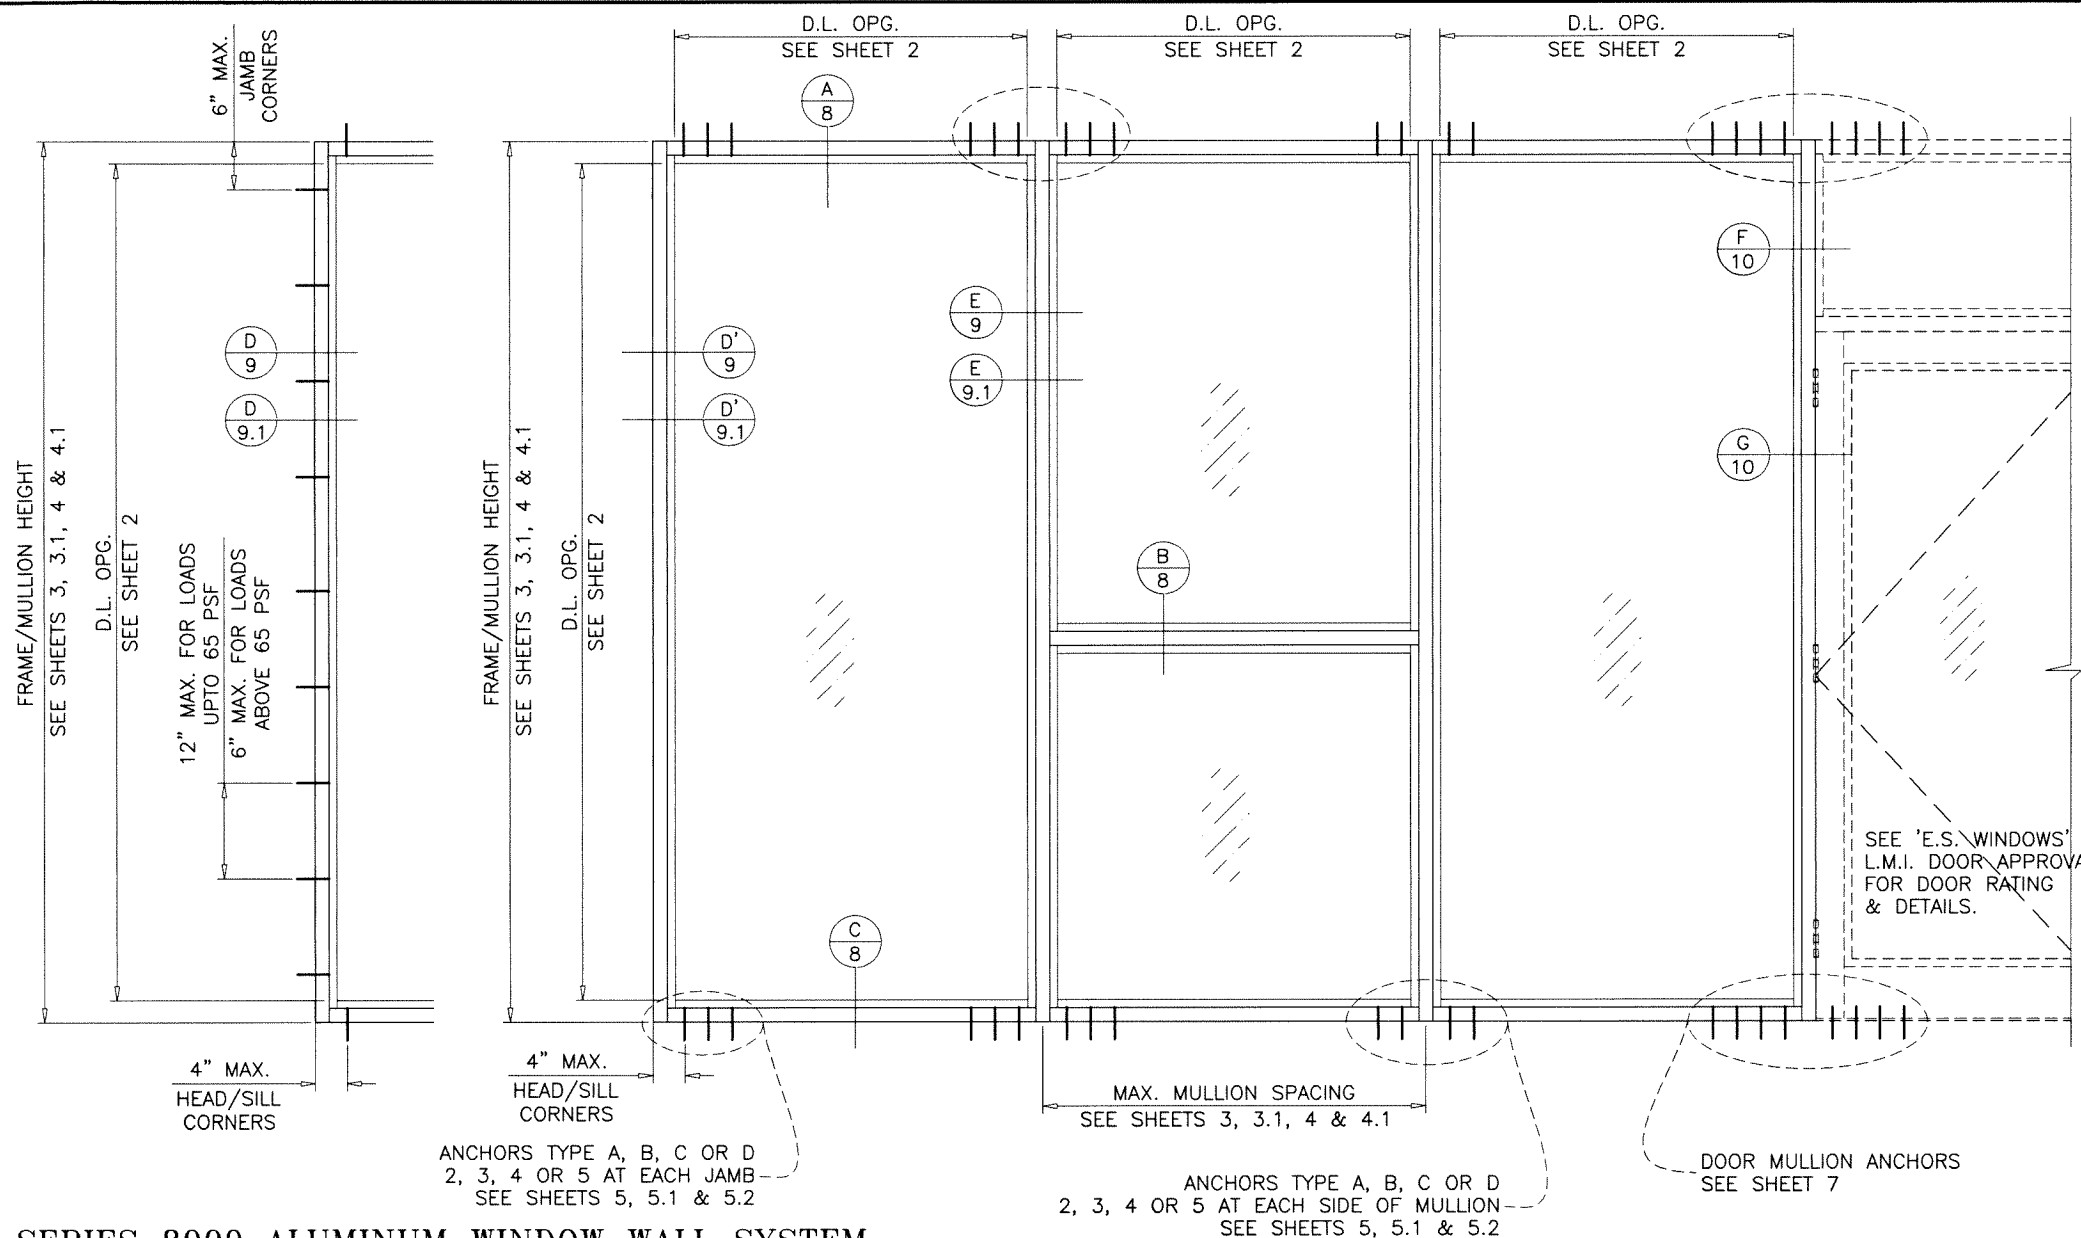 D.L. OPG.
SEE SHEET 2
D.L. OPG.
SEE SHEET 2
D.L. OPG.
SEE SHEET 2
6" MAX.
JAMB
CORNERS
A
8
F
10
E
9
D
9
D'
9
E
9.1
D
9.1
D'
9.1
G
10
FRAME/MULLION HEIGHT
SEE SHEETS 3, 3.1, 4 & 4.1
D.L. OPG.
SEE SHEET 2
12" MAX. FOR LOADS
UPTO 65 PSF
6" MAX. FOR LOADS
ABOVE 65 PSF
FRAME/MULLION HEIGHT
SEE SHEETS 3, 3.1, 4 & 4.1
D.L. OPG.
SEE SHEET 2
B
8
SEE 'E.S. WINDOWS'
L.M.I. DOOR APPROVA
FOR DOOR RATING
& DETAILS.
C
8
4" MAX.
HEAD/SILL
CORNERS
4" MAX.
HEAD/SILL
CORNERS
MAX. MULLION SPACING
SEE SHEETS 3, 3.1, 4 & 4.1
ANCHORS TYPE A, B, C OR D
2, 3, 4 OR 5 AT EACH JAMB
SEE SHEETS 5, 5.1 & 5.2
ANCHORS TYPE A, B, C OR D
2, 3, 4 OR 5 AT EACH SIDE OF MULLION
SEE SHEETS 5, 5.1 & 5.2
DOOR MULLION ANCHORS
SEE SHEET 7
ALUMINUM WINDOW WALL SYSTEM